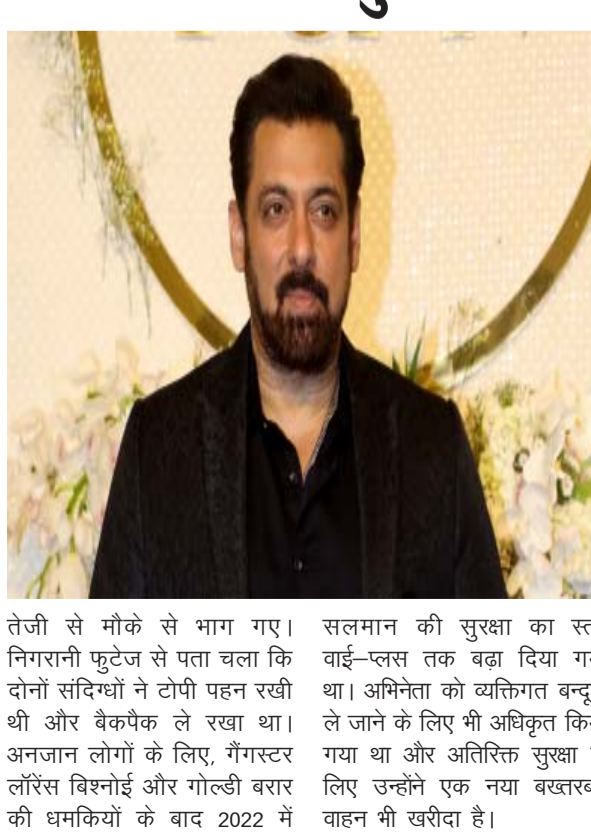 तेजी से मौके से भाग गए।
निगरानी फुटेज से पता चला कि
दोनों संदिग्धों ने टोपी पहन रखी
थी और बैकपैक ले रखा था।
अनजान लोगों के लिए, गैंगस्टर
लॉरेंस बिश्नोई और गोल्डी बरार
की धमकियों के बाद 2022 में
सलमान की सुरक्षा का
वाई–प्लस तक बढ़ा दिया
था। अभिनेता को व्यक्तिगत
ले जाने के लिए भी अधिकृत
गया था और अतिरिक्त सुरक्षा
लिए उन्होंने एक नया
वाहन भी खरीदा है।